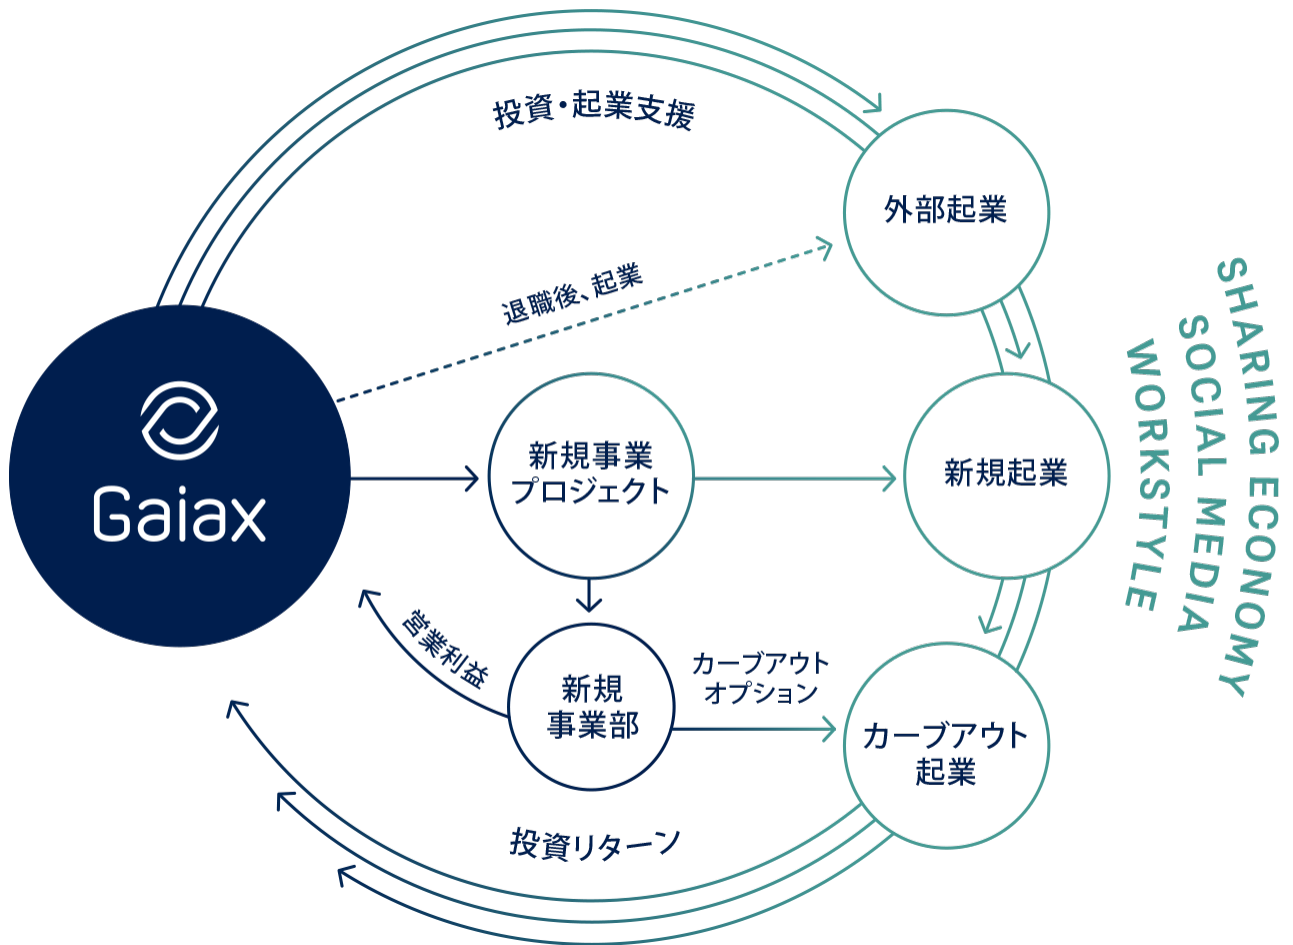 投資・起業支援
外部起業
退職後、起業
Gaiax
新規事業
プロジェクト
新規起業
SHARING ECONOMY
SOCIAL MEDIA
WORKSTYLE
営業利益
新規
事業部
カーブアウト
オプション
カーブアウト
起業
投資リターン